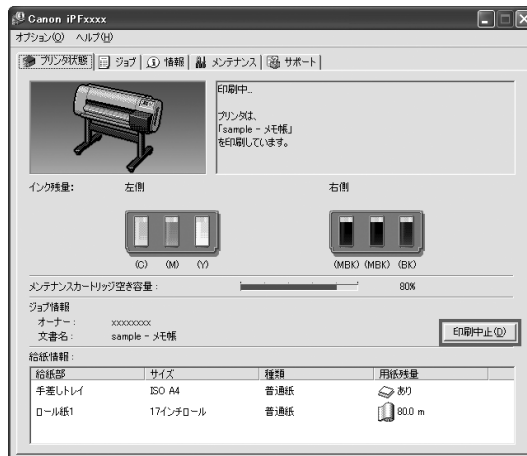 Canon iPFxxxx
オプション(O) ヘルプ(H)
プリンタ状態 ジョブ 情報 メンテナンス サポート
印刷中..
プリンタは、
「sample - メモ帳」
を印刷しています。
インク残量: 左側 右側
(C) (M) (Y) (MBK) (MBK) (BK)
メンテナンスカートリッジ空き容量: 80%
ジョブ情報
オーナー: xxxxxxxx
文書名: sample - メモ帳
印刷中止(D)
給紙情報:
給紙部 サイズ 種類 用紙残量
手差しトレイ ISO A4 普通紙 あり
ロール紙1 17インチロール 普通紙 80.0 m